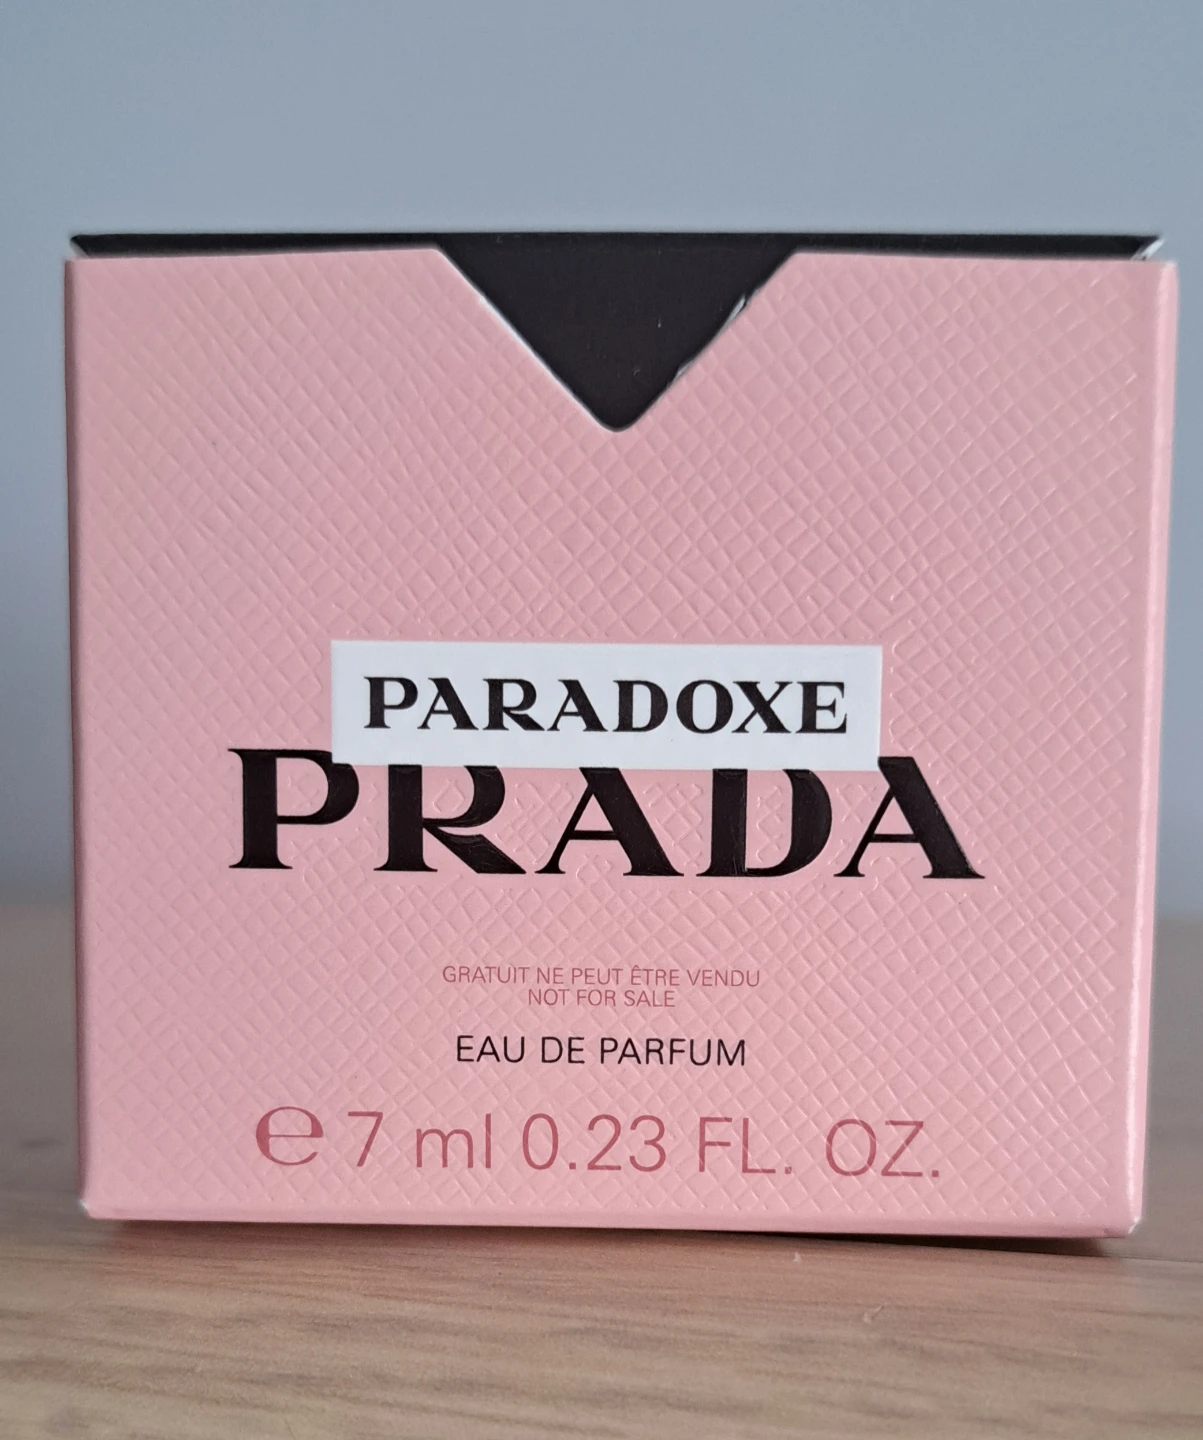 PARADOXE
PRADA
GRATUIT NE PEUT ÊTRE VENDU
NOT FOR SALE
EAU DE PARFUM
℮ 7 ml 0.23 FL. OZ.